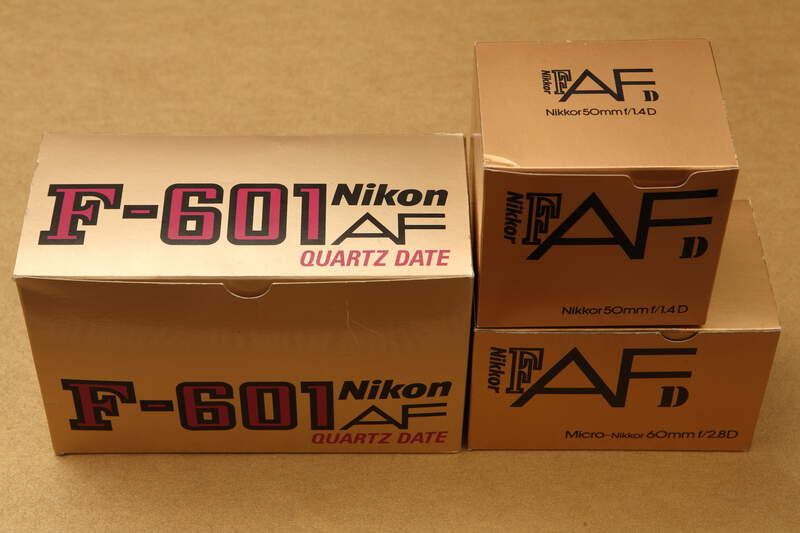 F-601 Nikon
AF
QUARTZ DATE
F-601 Nikon
AF
QUARTZ DATE
Nikkor AF D
Nikkor 50mm f/1.4 D
Nikkor AF D
Nikkor 50mm f/1.4 D
Nikkor AF D
Micro-Nikkor 60mm f/2.8D